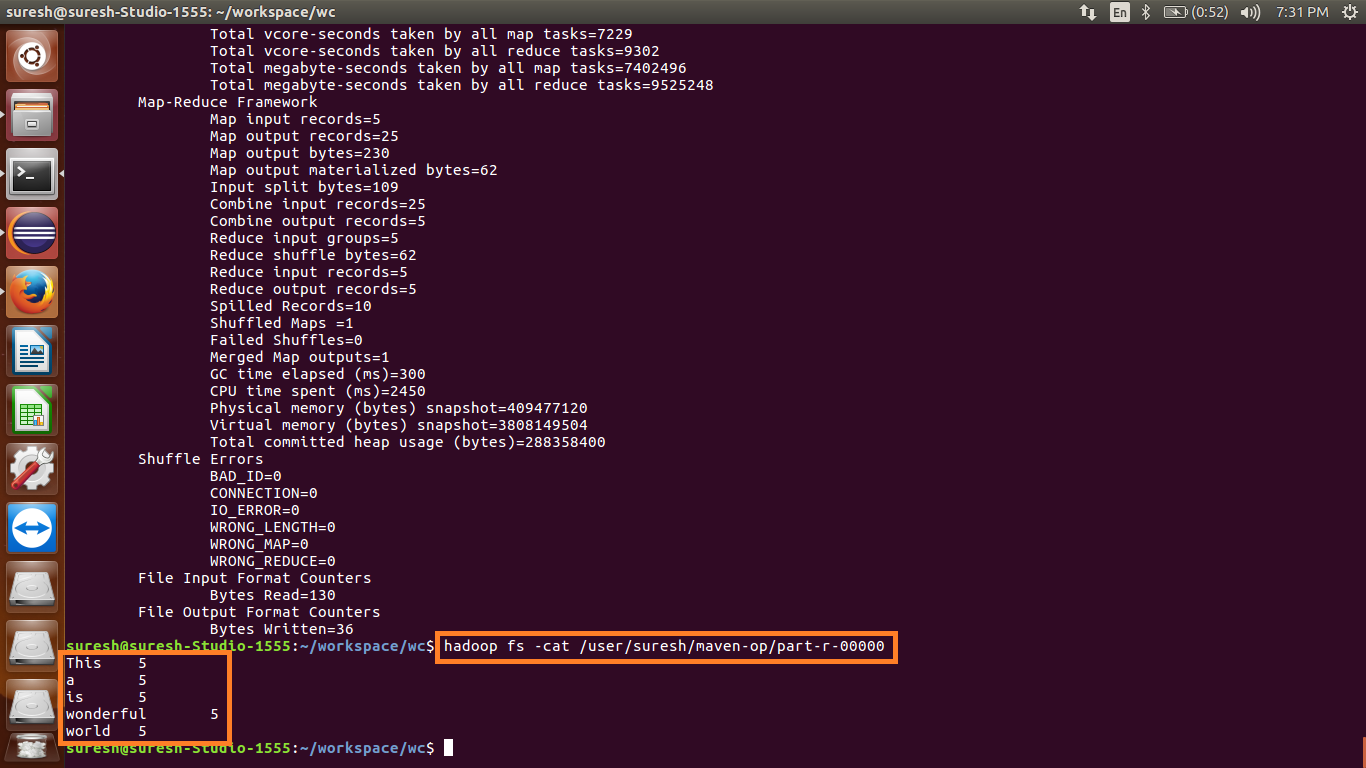 suresh@suresh-Studio-1555: ~/workspace/wc En (0:52) 7:31 PM
Total vcore-seconds taken by all map tasks=7229
Total vcore-seconds taken by all reduce tasks=9302
Total megabyte-seconds taken by all map tasks=7402496
Total megabyte-seconds taken by all reduce tasks=9525248
Map-Reduce Framework
Map input records=5
Map output records=25
Map output bytes=230
Map output materialized bytes=62
Input split bytes=109
Combine input records=25
Combine output records=5
Reduce input groups=5
Reduce shuffle bytes=62
Reduce input records=5
Reduce output records=5
Spilled Records=10
Shuffled Maps =1
Failed Shuffles=0
Merged Map outputs=1
GC time elapsed (ms)=300
CPU time spent (ms)=2450
Physical memory (bytes) snapshot=409477120
Virtual memory (bytes) snapshot=3808149504
Total committed heap usage (bytes)=288358400
Shuffle Errors
BAD_ID=0
CONNECTION=0
IO_ERROR=0
WRONG_LENGTH=0
WRONG_MAP=0
WRONG_REDUCE=0
File Input Format Counters
Bytes Read=130
File Output Format Counters
Bytes Written=36
suresh@suresh-Studio-1555:~/workspace/wc$ hadoop fs -cat /user/suresh/maven-op/part-r-00000
This 5
a 5
is 5
wonderful 5
world 5
suresh@suresh-Studio-1555:~/workspace/wc$